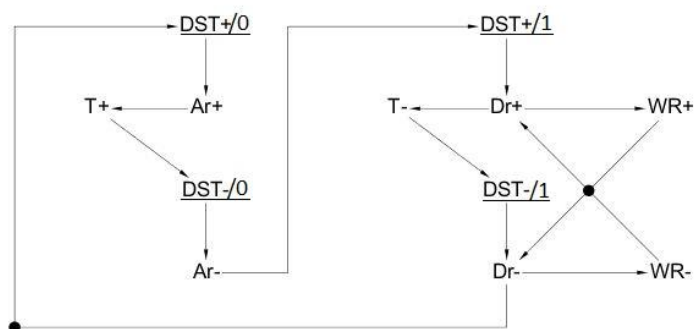 DST+/0 DST+/1
T+ Ar+ T- Dr+ WR+
DST-/0 DST-/1
Ar- Dr- WR-